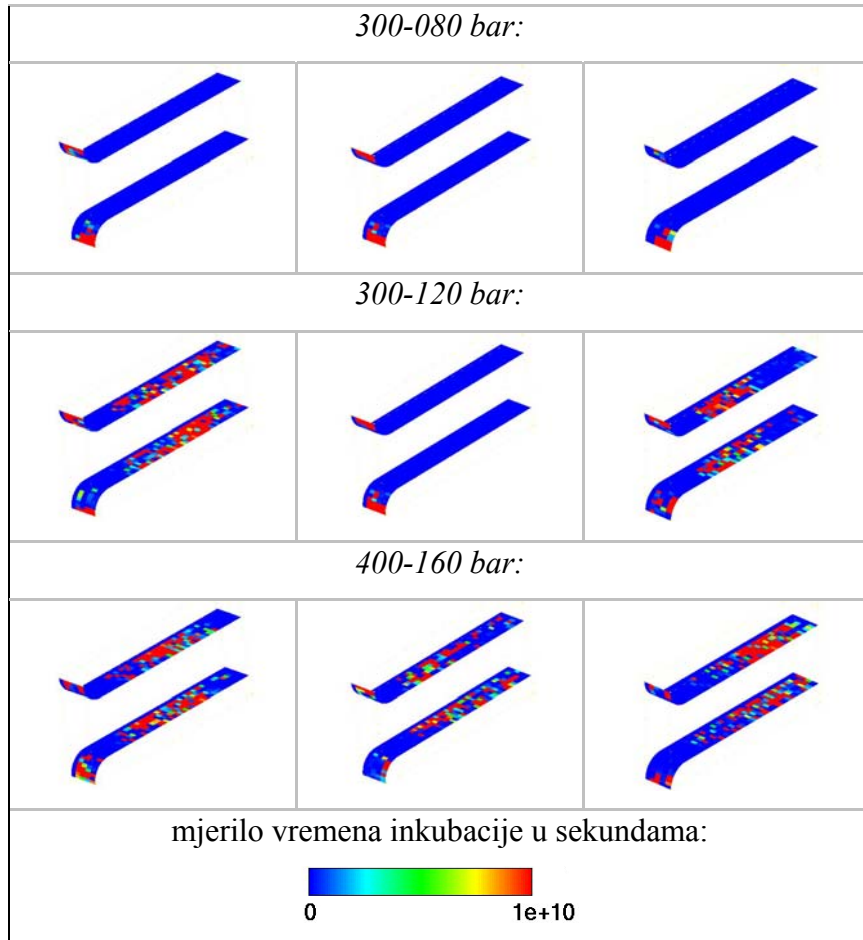 300-080 bar:
300-120 bar:
400-160 bar:
mjerilo vremena inkubacije u sekundama:
0 1e+10